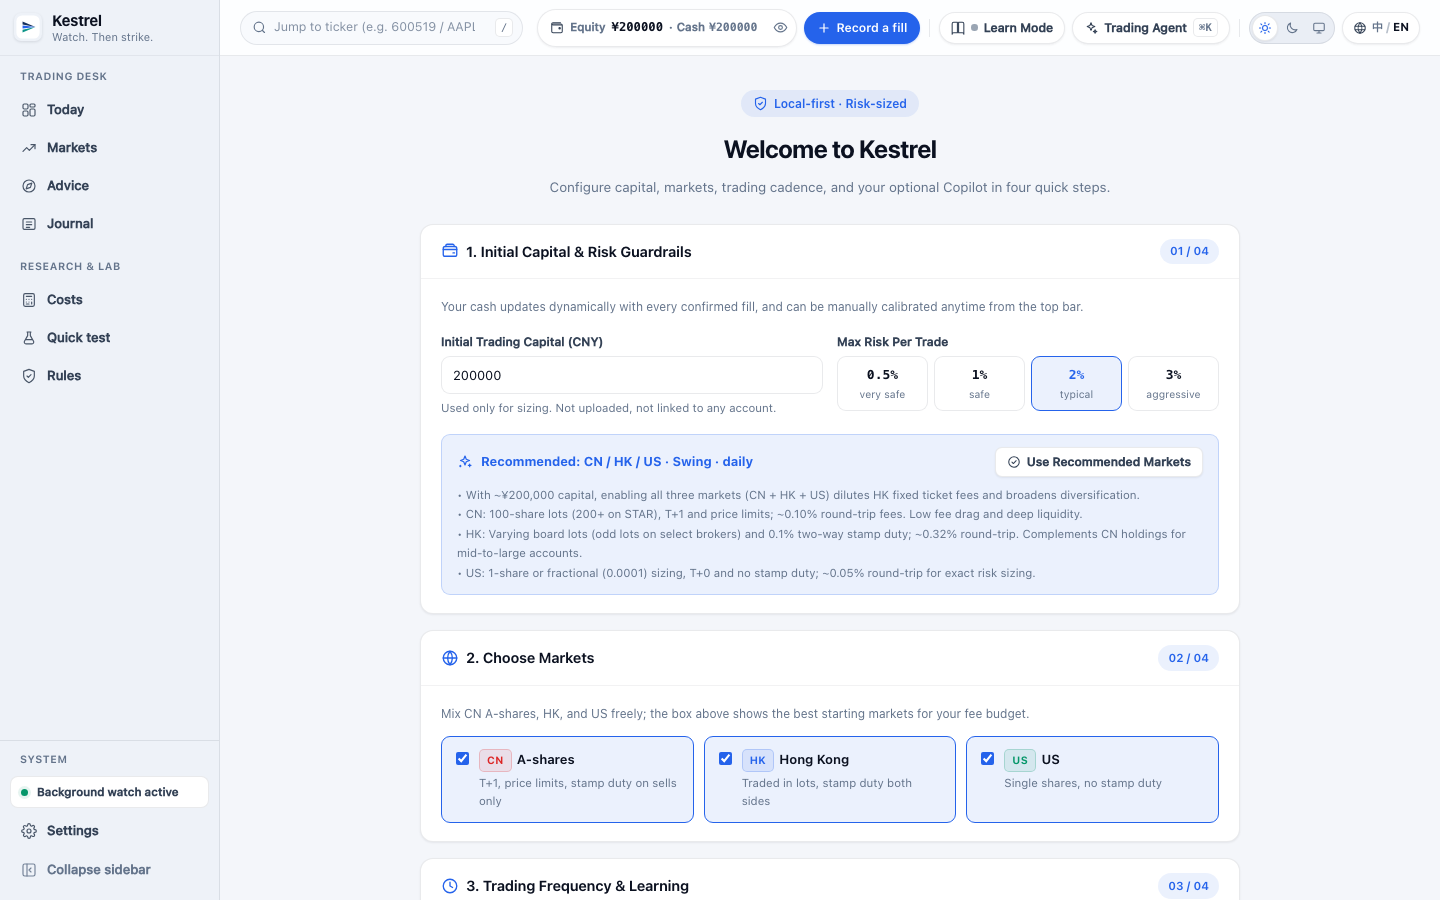 Kestrel
Watch. Then strike.
Jump to ticker (e.g. 600519 / AAPL
/
Equity ¥200000 · Cash ¥200000
Record a fill
Learn Mode
Trading Agent ⌘K
中 / EN
TRADING DESK
Today
Markets
Advice
Journal
RESEARCH & LAB
Costs
Quick test
Rules
SYSTEM
Background watch active
Settings
Collapse sidebar
Local-first · Risk-sized
Welcome to Kestrel
Configure capital, markets, trading cadence, and your optional Copilot in four quick steps.
1. Initial Capital & Risk Guardrails
01 / 04
Your cash updates dynamically with every confirmed fill, and can be manually calibrated anytime from the top bar.
Initial Trading Capital (CNY)
200000
Used only for sizing. Not uploaded, not linked to any account.
Max Risk Per Trade
0.5%
very safe
1%
safe
2%
typical
3%
aggressive
Recommended: CN / HK / US · Swing · daily
Use Recommended Markets
• With ~¥200,000 capital, enabling all three markets (CN + HK + US) dilutes HK fixed ticket fees and broadens diversification.
• CN: 100-share lots (200+ on STAR), T+1 and price limits; ~0.10% round-trip fees. Low fee drag and deep liquidity.
• HK: Varying board lots (odd lots on select brokers) and 0.1% two-way stamp duty; ~0.32% round-trip. Complements CN holdings for
mid-to-large accounts.
• US: 1-share or fractional (0.0001) sizing, T+0 and no stamp duty; ~0.05% round-trip for exact risk sizing.
2. Choose Markets
02 / 04
Mix CN A-shares, HK, and US freely; the box above shows the best starting markets for your fee budget.
CN A-shares
T+1, price limits, stamp duty on sells
only
HK Hong Kong
Traded in lots, stamp duty both
sides
US US
Single shares, no stamp duty
3. Trading Frequency & Learning
03 / 04